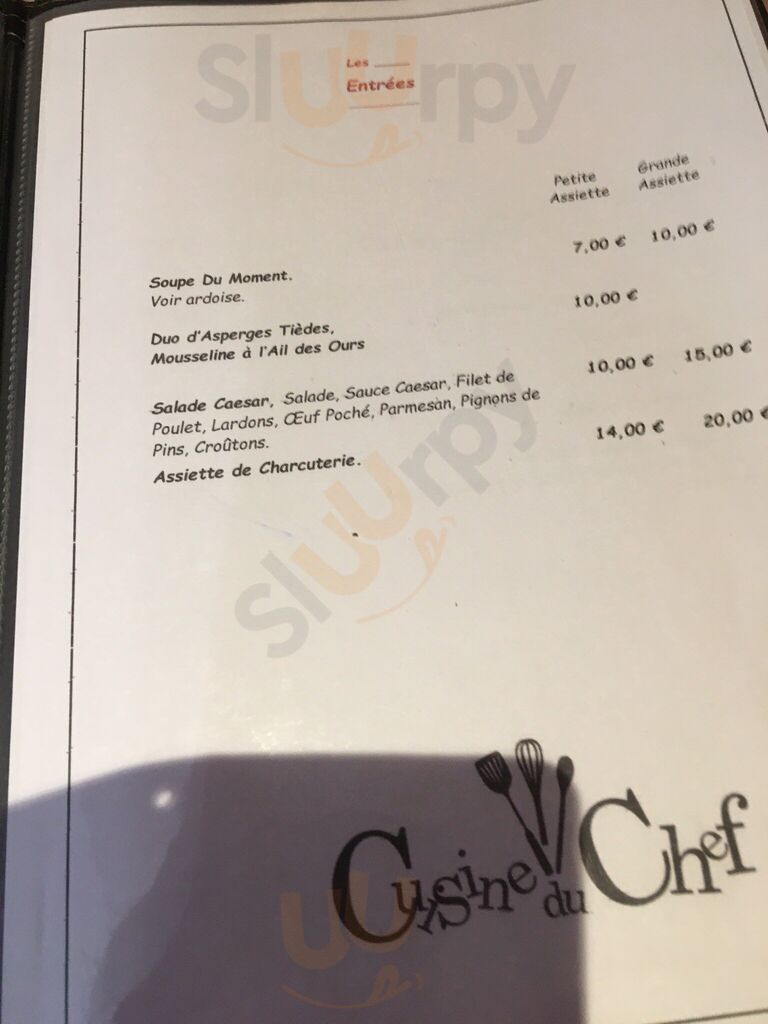 Les
Entrées
Petite Assiette
Grande Assiette
Soupe Du Moment. 7,00 € 10,00 €
Voir ardoise.
Duo d'Asperges Tièdes, 10,00 €
Mousseline à l'Ail des Ours
Salade Caesar, Salade, Sauce Caesar, Filet de 10,00 € 15,00 €
Poulet, Lardons, Œuf Poché, Parmesan, Pignons de
Pins, Croûtons.
Assiette de Charcuterie. 14,00 € 20,00 €
Cuisine du Chef
Sluurpy
Sluurpy